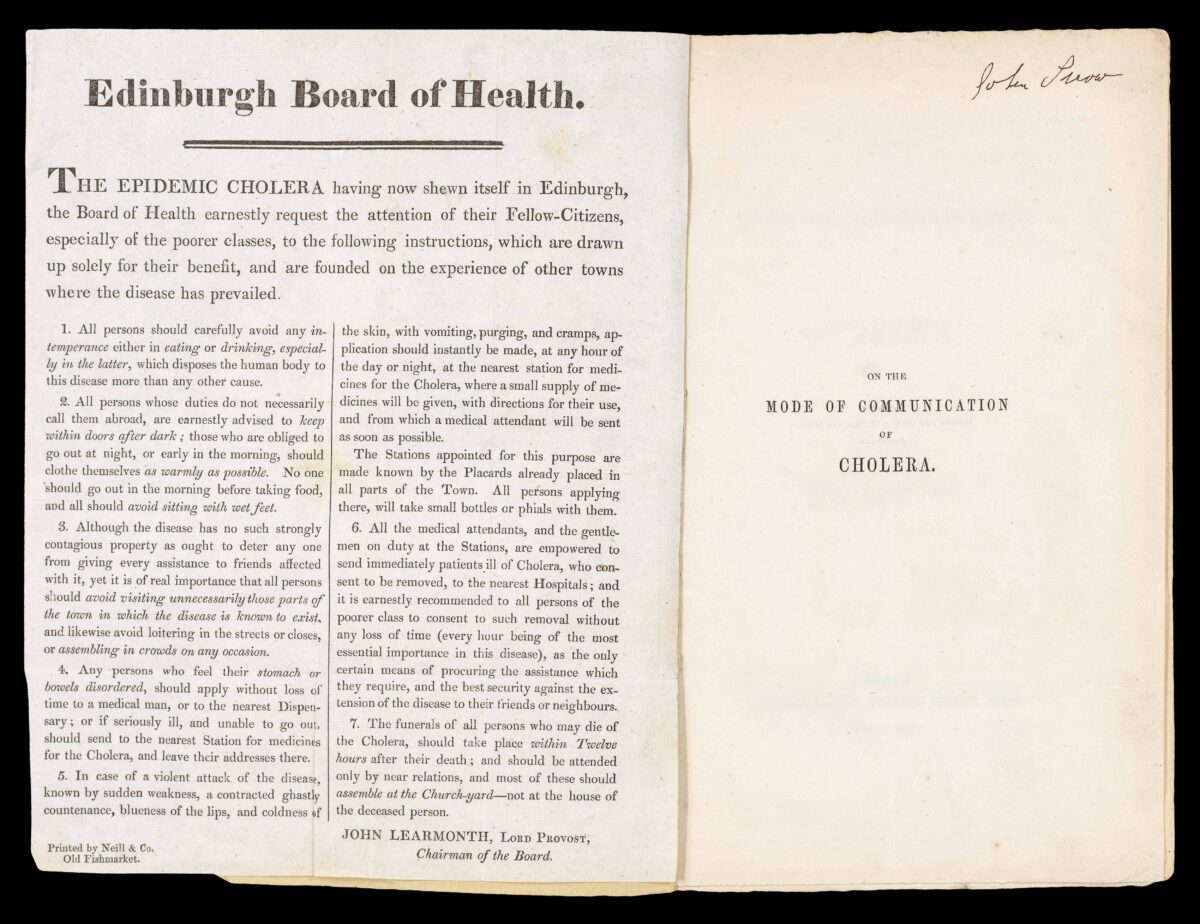 Edinburgh Board of Health.
THE EPIDEMIC CHOLERA having now shewn itself in Edinburgh,
the Board of Health earnestly request the attention of their Fellow-Citizens,
especially of the poorer classes, to the following instructions, which are drawn
up solely for their benefit, and are founded on the experience of other towns
where the disease has prevailed.
1. All persons should carefully avoid any in-
temperance either in eating or drinking, especial-
ly in the latter, which disposes the human body to
this disease more than any other cause.
2. All persons whose duties do not necessarily
call them abroad, are earnestly advised to keep
within doors after dark; those who are obliged to
go out at night, or early in the morning, should
clothe themselves as warmly as possible. No one
should go out in the morning before taking food,
and all should avoid sitting with wet feet.
3. Although the disease has no such strongly
contagious property as ought to deter any one
from giving every assistance to friends affected
with it, yet it is of real importance that all persons
should avoid visiting unnecessarily those parts of
the town in which the disease is known to exist,
and likewise avoid loitering in the streets or closes,
or assembling in crowds on any occasion.
4. Any persons who feel their stomach or
bowels disordered, should apply without loss of
time to a medical man, or to the nearest Dispen-
sary; or if seriously ill, and unable to go out,
should send to the nearest Station for medicines
for the Cholera, and leave their addresses there.
5. In case of a violent attack of the disease,
known by sudden weakness, a contracted ghastly
countenance, blueness of the lips, and coldness of
the skin, with vomiting, purging, and cramps, ap-
plication should instantly be made, at any hour of
the day or night, at the nearest station for medi-
cines for the Cholera, where a small supply of me-
dicines will be given, with directions for their use,
and from which a medical attendant will be sent
as soon as possible.
The Stations appointed for this purpose are
made known by the Placards already placed in
all parts of the Town. All persons applying
there, will take small bottles or phials with them.
6. All the medical attendants, and the gentle-
men on duty at the Stations, are empowered to
send immediately patients ill of Cholera, who con-
sent to be removed, to the nearest Hospitals; and
it is earnestly recommended to all persons of the
poorer class to consent to such removal without
any loss of time (every hour being of the most
essential importance in this disease), as the only
certain means of procuring the assistance which
they require, and the best security against the ex-
tension of the disease to their friends or neighbours.
7. The funerals of all persons who may die of
the Cholera, should take place within Twelve
hours after their death; and should be attended
only by near relations, and most of these should
assemble at the Church-yard—not at the house of
the deceased person.
JOHN LEARMONTH, LORD PROVOST,
Chairman of the Board.
Printed by Neill & Co.
Old Fishmarket.
John Snow
ON THE
MODE OF COMMUNICATION
OF
CHOLERA.